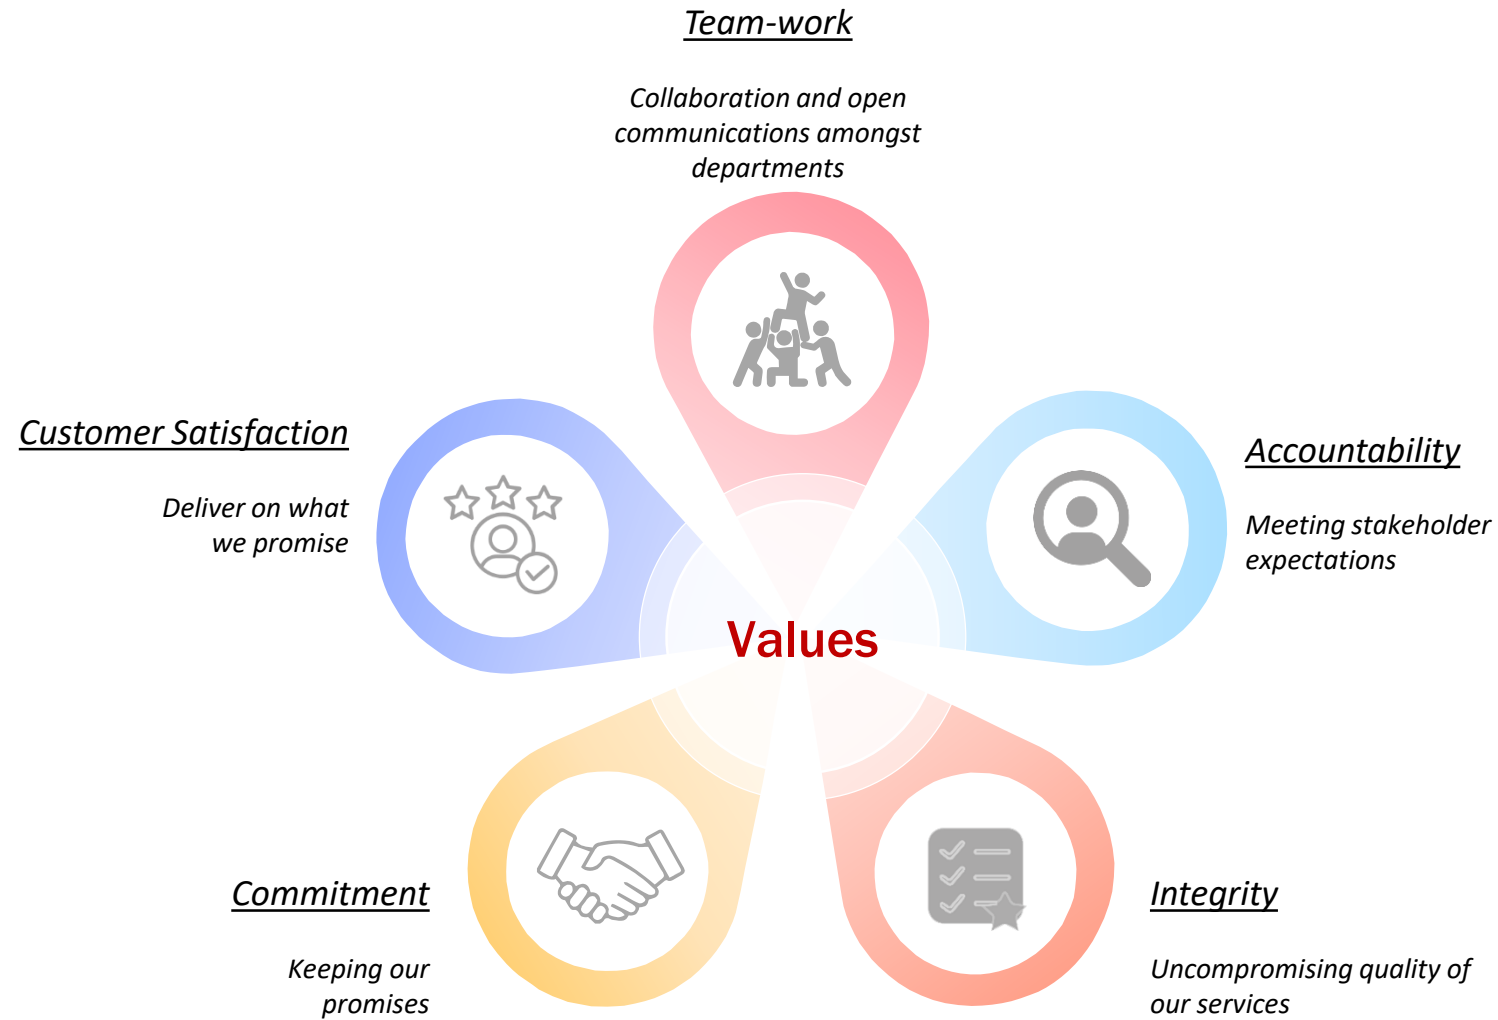 Team-work
Collaboration and open
communications amongst
departments
Customer Satisfaction
Deliver on what
we promise
Accountability
Meeting stakeholder
expectations
Values
Commitment
Keeping our
promises
Integrity
Uncompromising quality of
our services